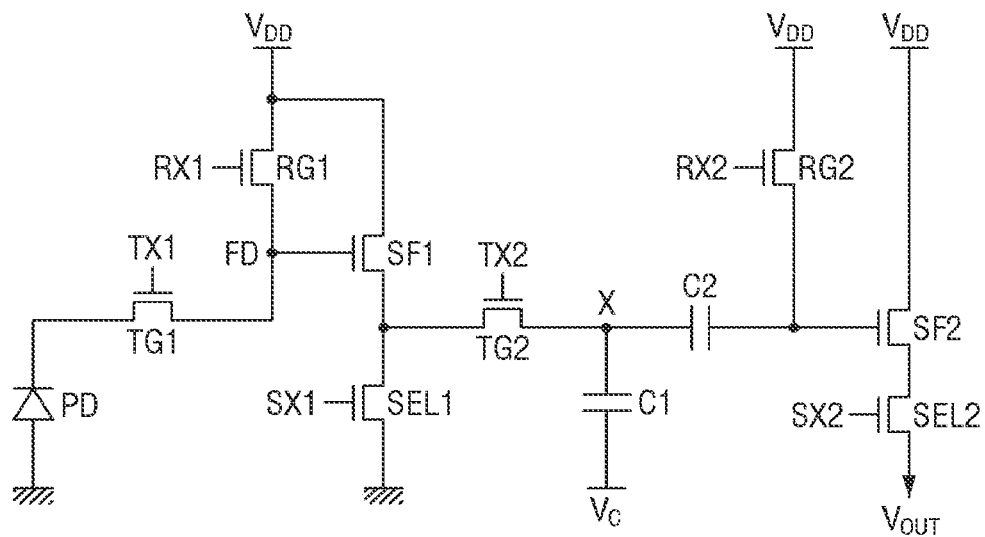 VDD VDD VDD
RX1 RG1 RX2 RG2
TX1 FD SF1 TX2 X C2
TG1 TG2 SF2
PD SX1 SEL1 C1 SX2 SEL2
VC VOUT